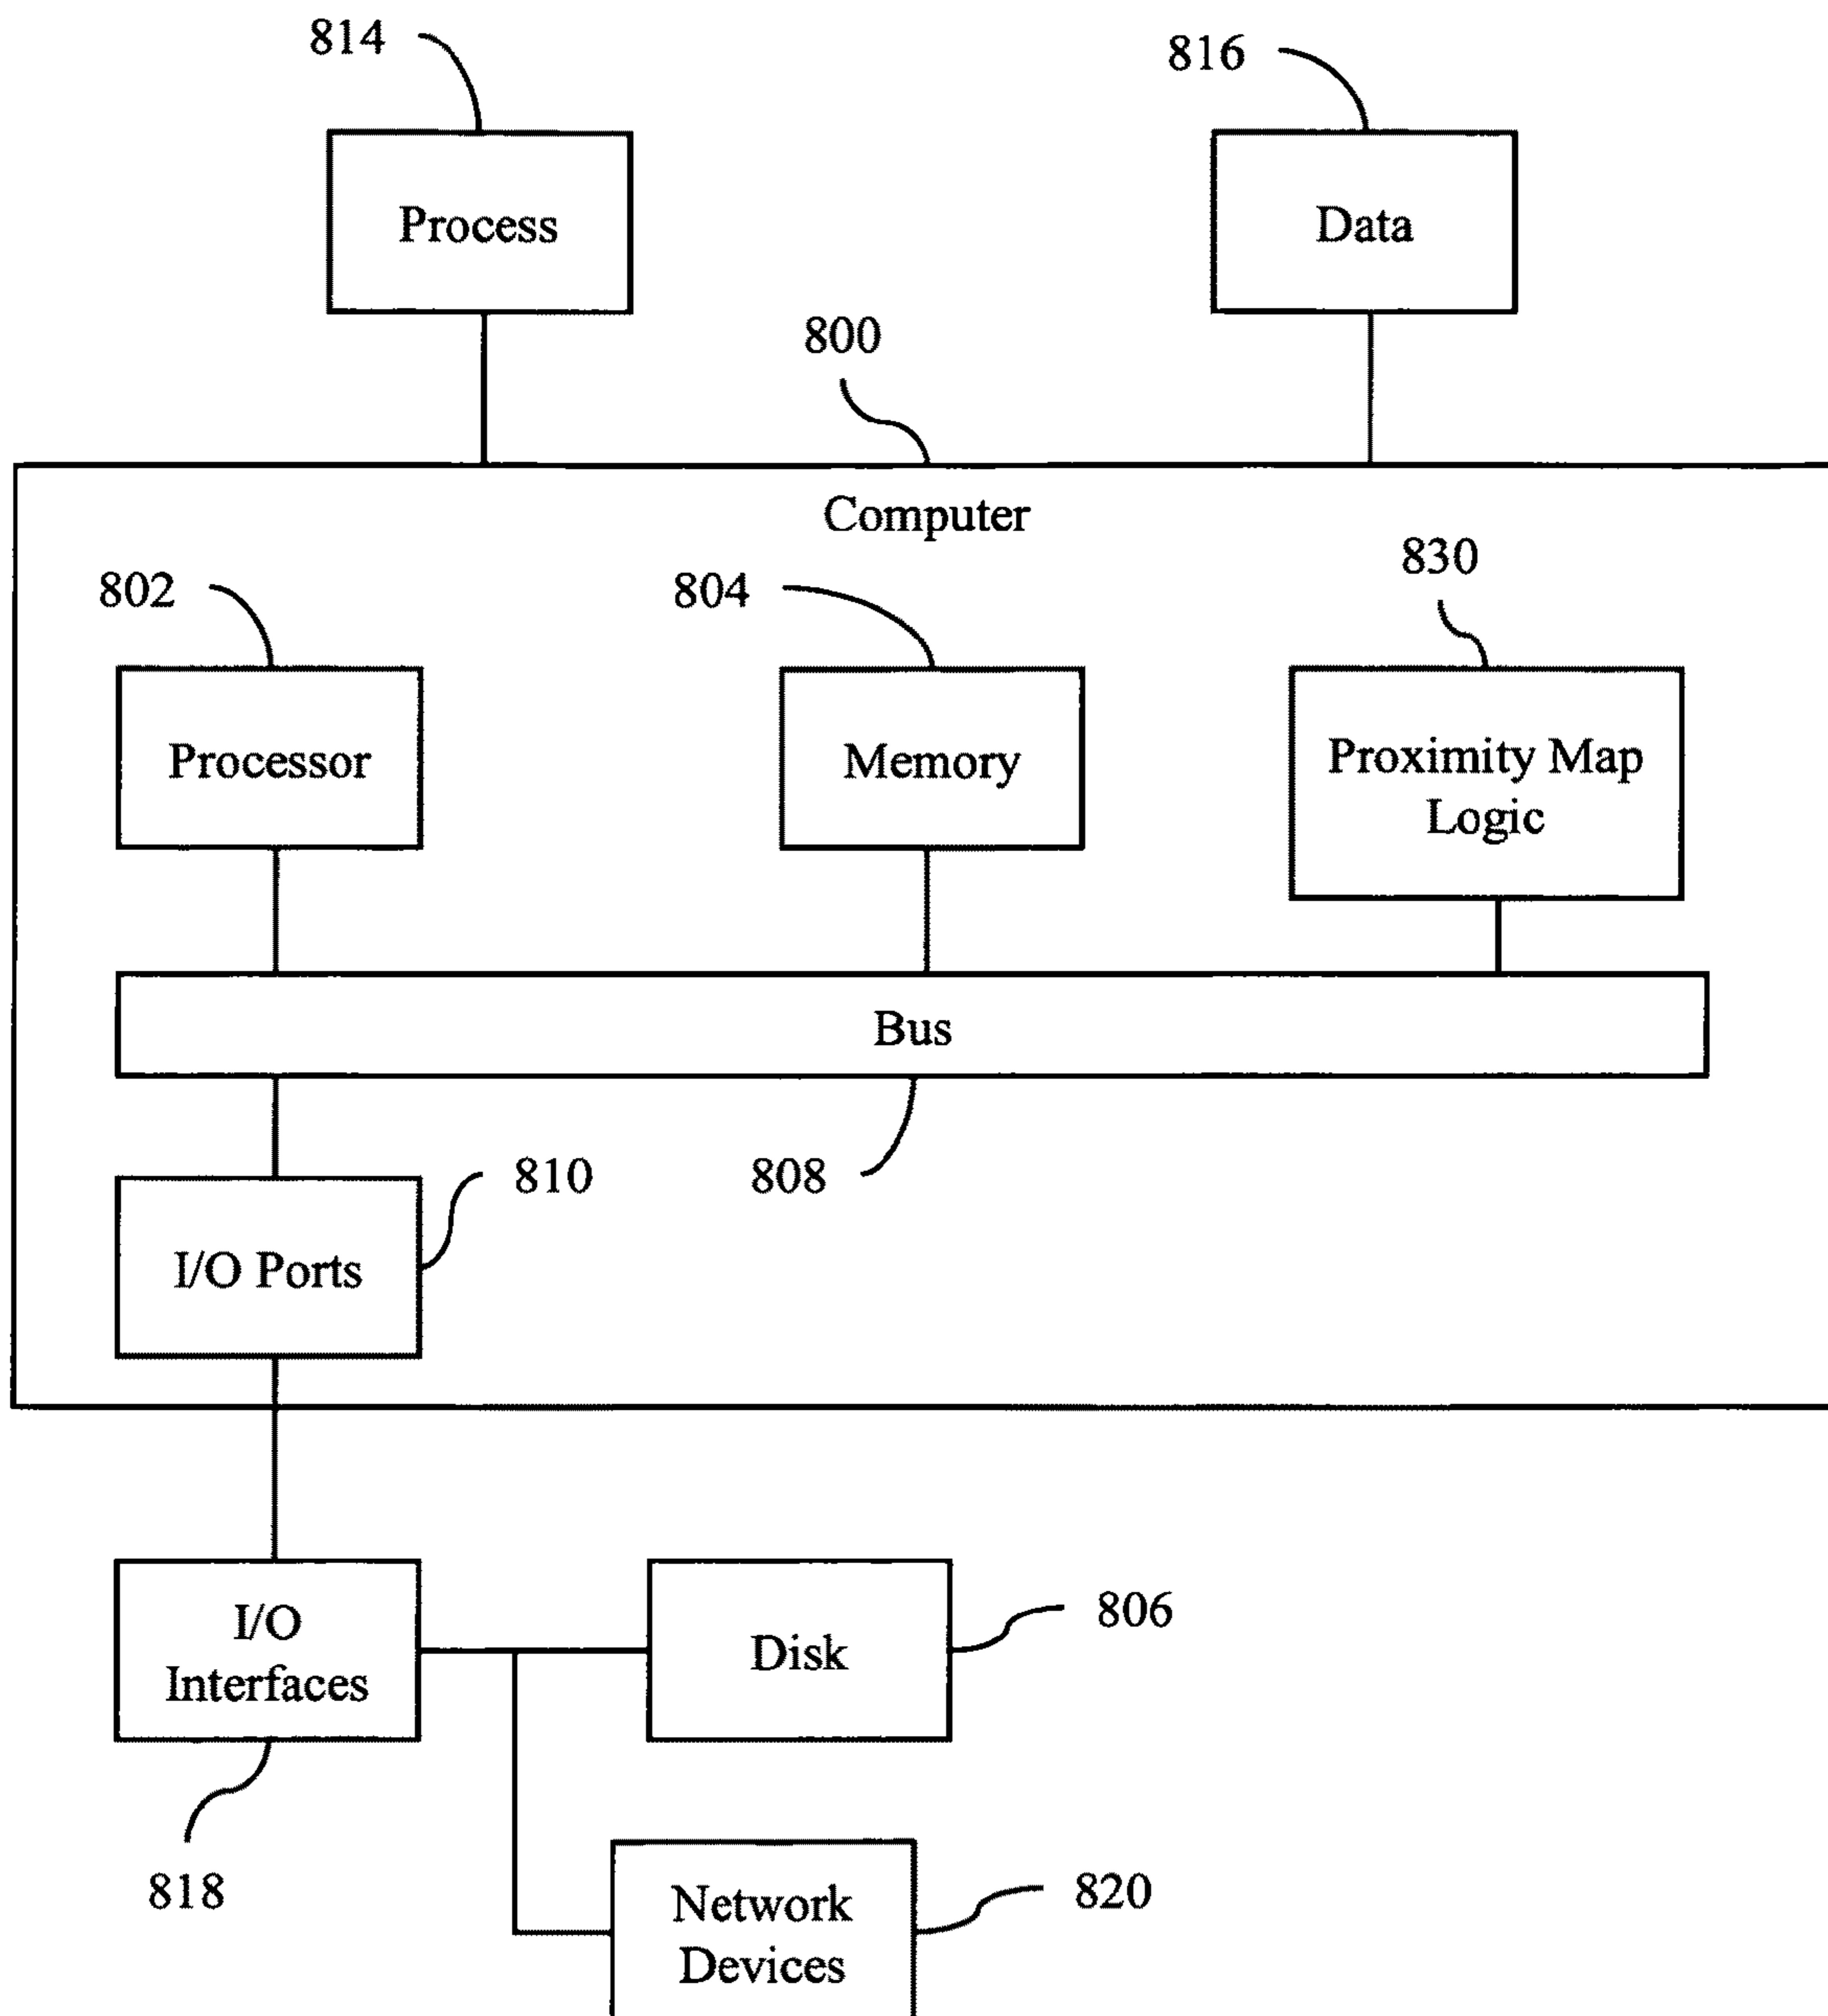 814
816
Process
Data
800
Computer
802
804
830
Processor
Memory
Proximity Map
Logic
Bus
810
808
I/O Ports
I/O
Interfaces
Disk
806
818
Network
Devices
820